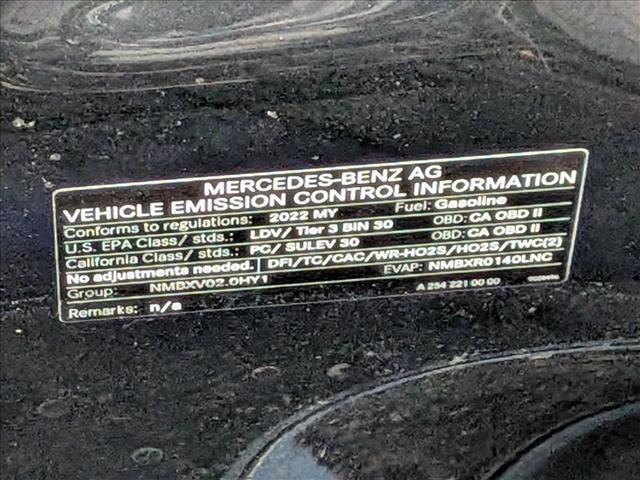 MERCEDES-BENZ AG
VEHICLE EMISSION CONTROL INFORMATION
Conforms to regulations: 2022 MY Fuel: Gasoline
U.S. EPA Class/ stds.: LDV/ Tier 3 BIN 30 OBD: CA OBD II
California Class/ stds.: PC/ SULEV 30 OBD: CA OBD II
No adjustments needed. DFI/TC/CAC/WR-HO2S/HO2S/TWC(2)
Group: NMBXV02.0HY1 EVAP: NMBXR0140LNC
Remarks: n/a A 254 221 00 00